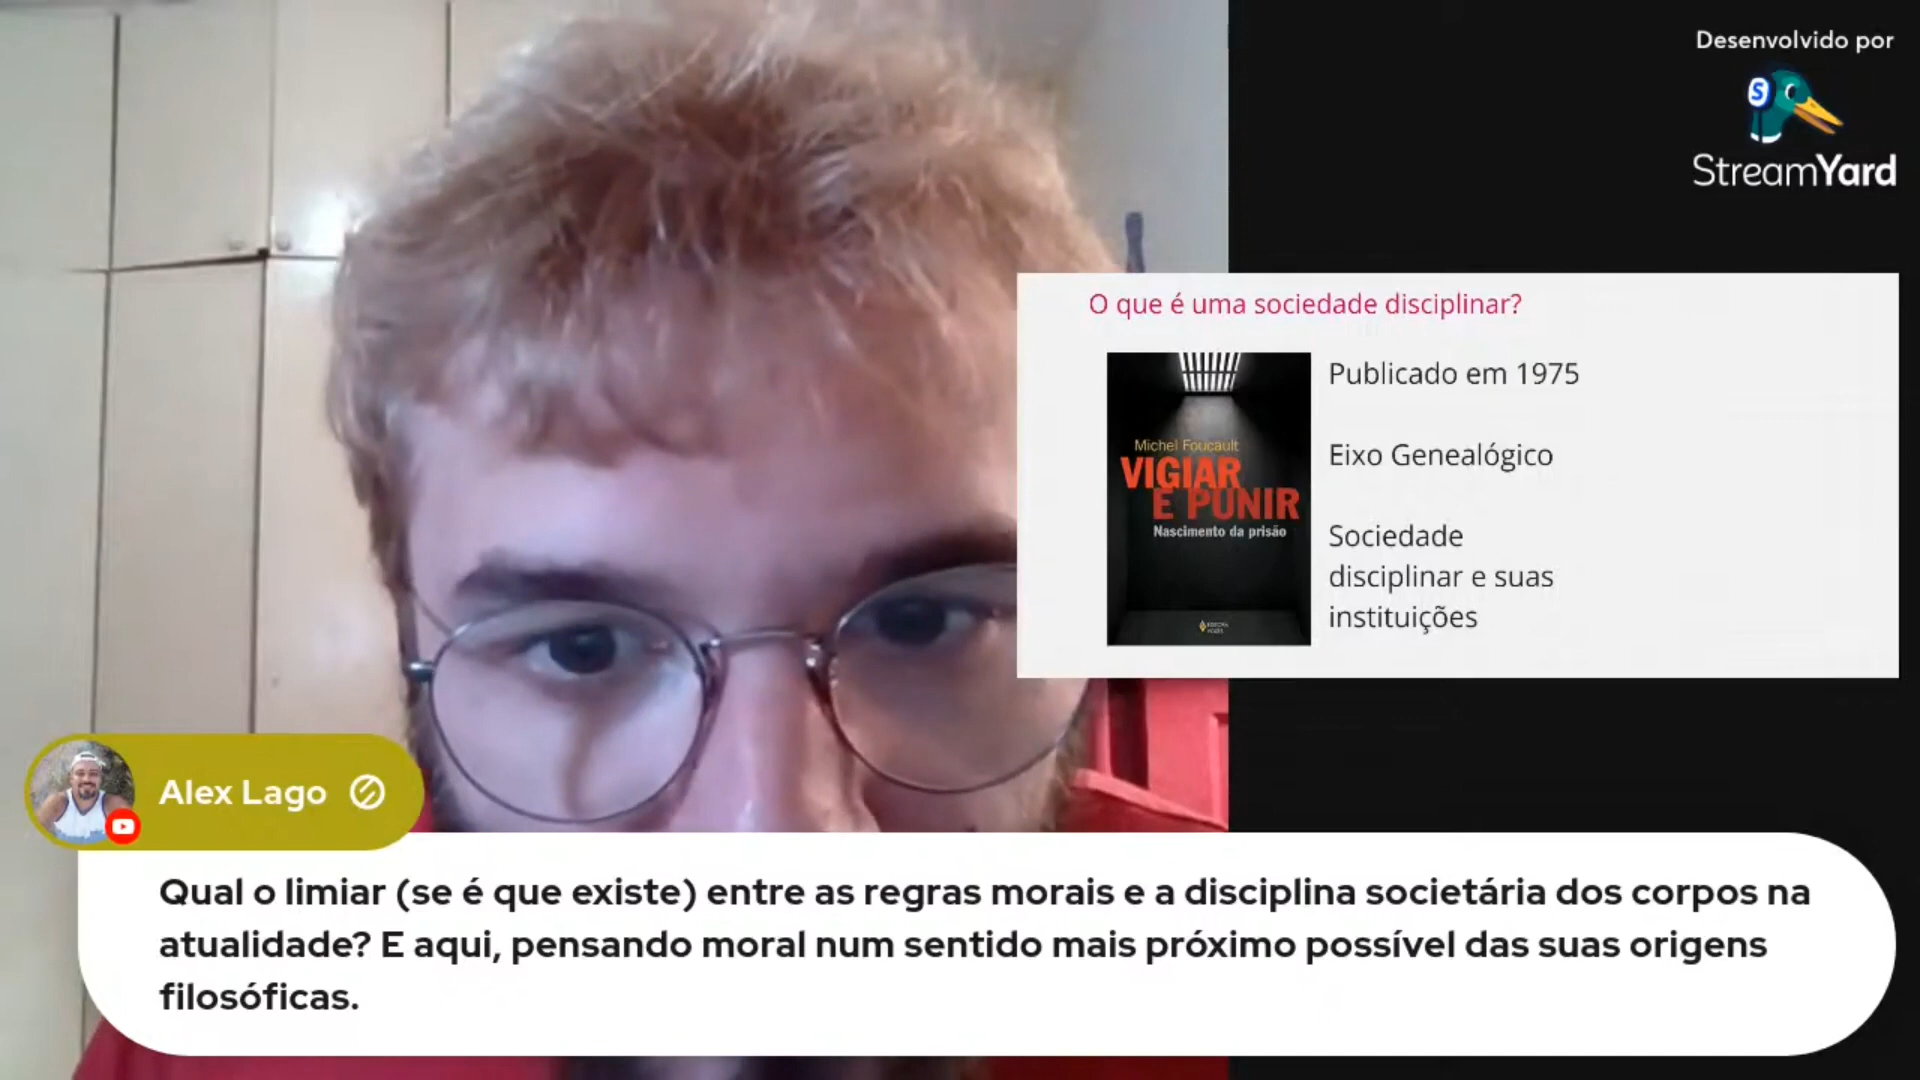 Desenvolvido por
StreamYard
O que é uma sociedade disciplinar?
Michel Foucault
VIGIAR
E PUNIR
Nascimento da prisão
EDITORA
VOZES
Publicado em 1975
Eixo Genealógico
Sociedade
disciplinar e suas
instituições
Alex Lago
Qual o limiar (se é que existe) entre as regras morais e a disciplina societária dos corpos na
atualidade? E aqui, pensando moral num sentido mais próximo possível das suas origens
filosóficas.